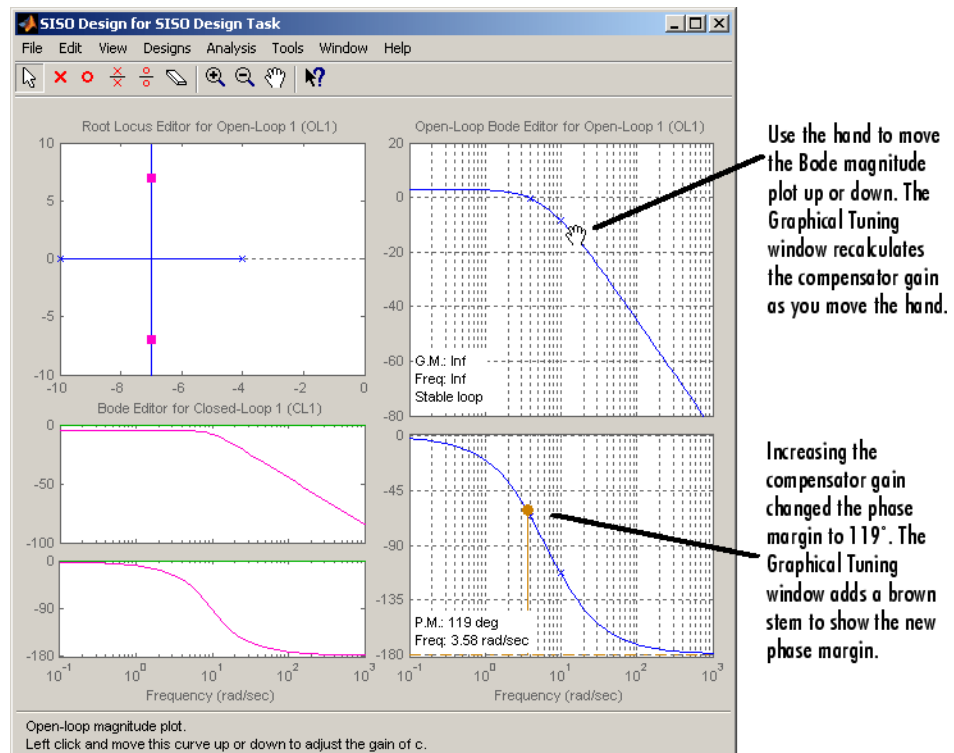 SISO Design for SISO Design Task
File Edit View Designs Analysis Tools Window Help
Root Locus Editor for Open-Loop 1 (OL1)
10
5
0
-5
-10
-10 -8 -6 -4 -2 0
Bode Editor for Closed-Loop 1 (CL1)
0
-50
-100
0
-90
-180
10^-1 10^0 10^1 10^2 10^3
Frequency (rad/sec)
Open-Loop Bode Editor for Open-Loop 1 (OL1)
20
0
-20
-40
-60
-80
G.M.: Inf
Freq: Inf
Stable loop
0
-45
-90
-135
-180
P.M.: 119 deg
Freq: 3.58 rad/sec
10^-1 10^0 10^1 10^2 10^3
Frequency (rad/sec)
Use the hand to move
the Bode magnitude
plot up or down. The
Graphical Tuning
window recalculates
the compensator gain
as you move the hand.
Increasing the
compensator gain
changed the phase
margin to 119°. The
Graphical Tuning
window adds a brown
stem to show the new
phase margin.
Open-loop magnitude plot.
Left click and move this curve up or down to adjust the gain of c.